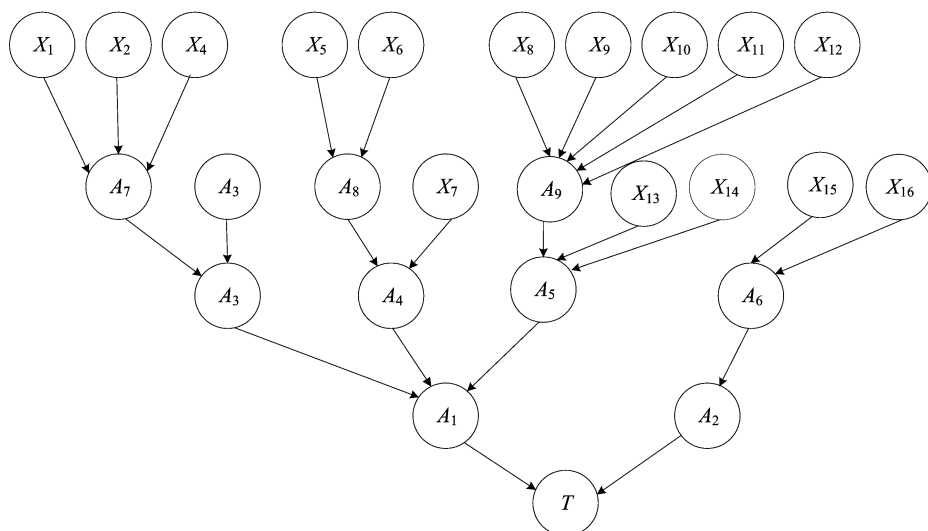 X₁ X₂ X₄ X₅ X₆ X₈ X₉ X₁₀ X₁₁ X₁₂
A₇ A₃ A₈ X₇ A₉ X₁₃ X₁₄ X₁₅ X₁₆
A₃ A₄ A₅ A₆
A₁ A₂
T